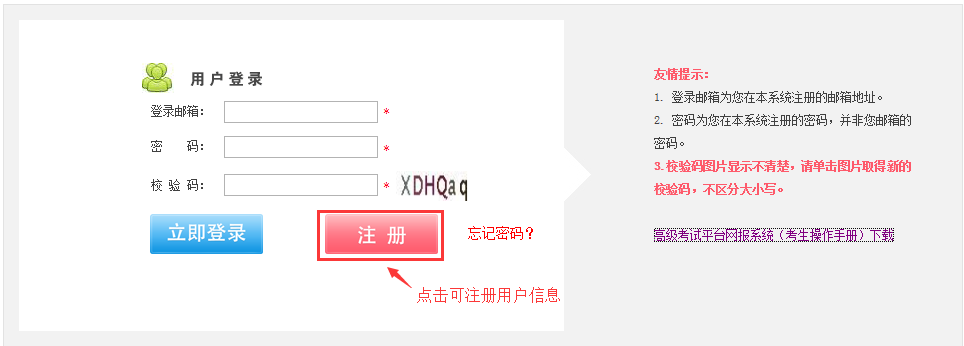 用户登录
登录邮箱： *
密 码： *
校 验 码： * XDHQaq
立即登录 注 册 忘记密码？
点击可注册用户信息
友情提示：
1. 登录邮箱为您在本系统注册的邮箱地址。
2. 密码为您在本系统注册的密码，并非您邮箱的
密码。
3.校验码图片显示不清楚，请单击图片取得新的
校验码，不区分大小写。
高级考试平台网报系统（考生操作手册）下载